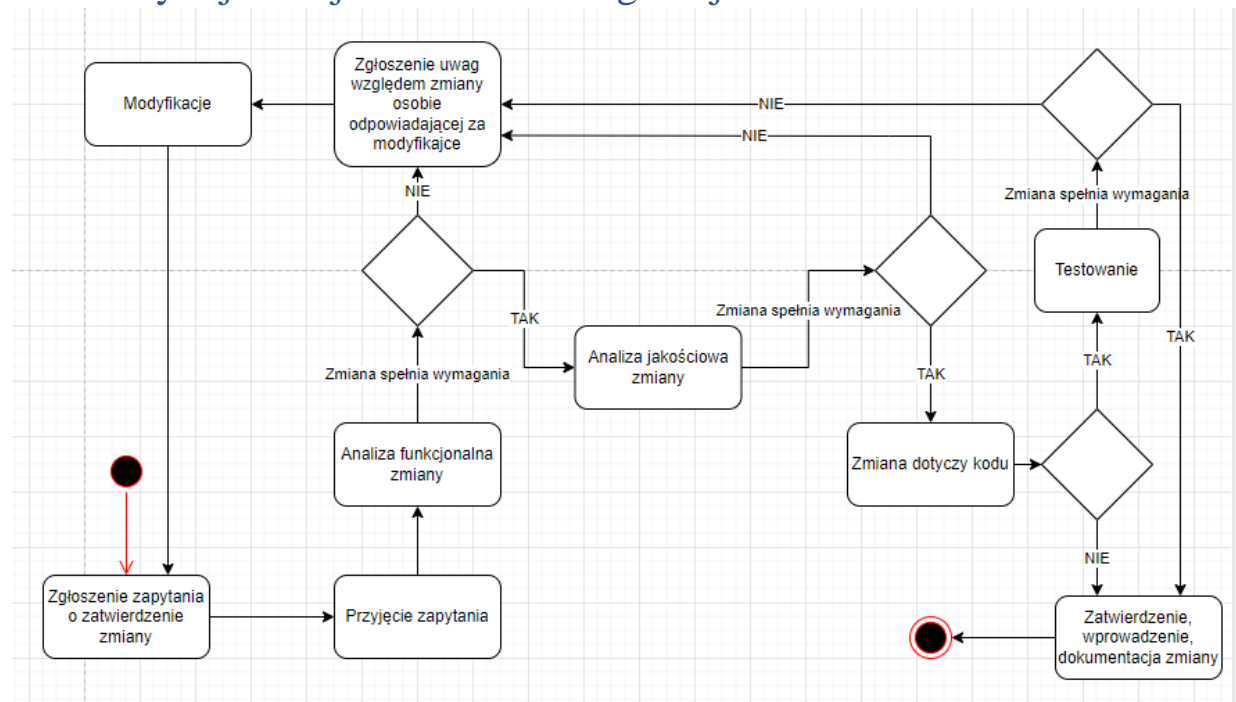 Zgłoszenie uwag
względem zmiany
osobie
odpowiadającej za
modyfikajce
Modyfikacje
NIE
NIE
NIE
Zmiana spełnia wymagania
Testowanie
TAK
Zmiana spełnia wymagania
TAK
Analiza jakościowa
zmiany
TAK
TAK
Zmiana spełnia wymagania
Analiza funkcjonalna
zmiany
Zmiana dotyczy kodu
NIE
Zgłoszenie zapytania
o zatwierdzenie
zmiany
Przyjęcie zapytania
Zatwierdzenie,
wprowadzenie,
dokumentacja zmiany